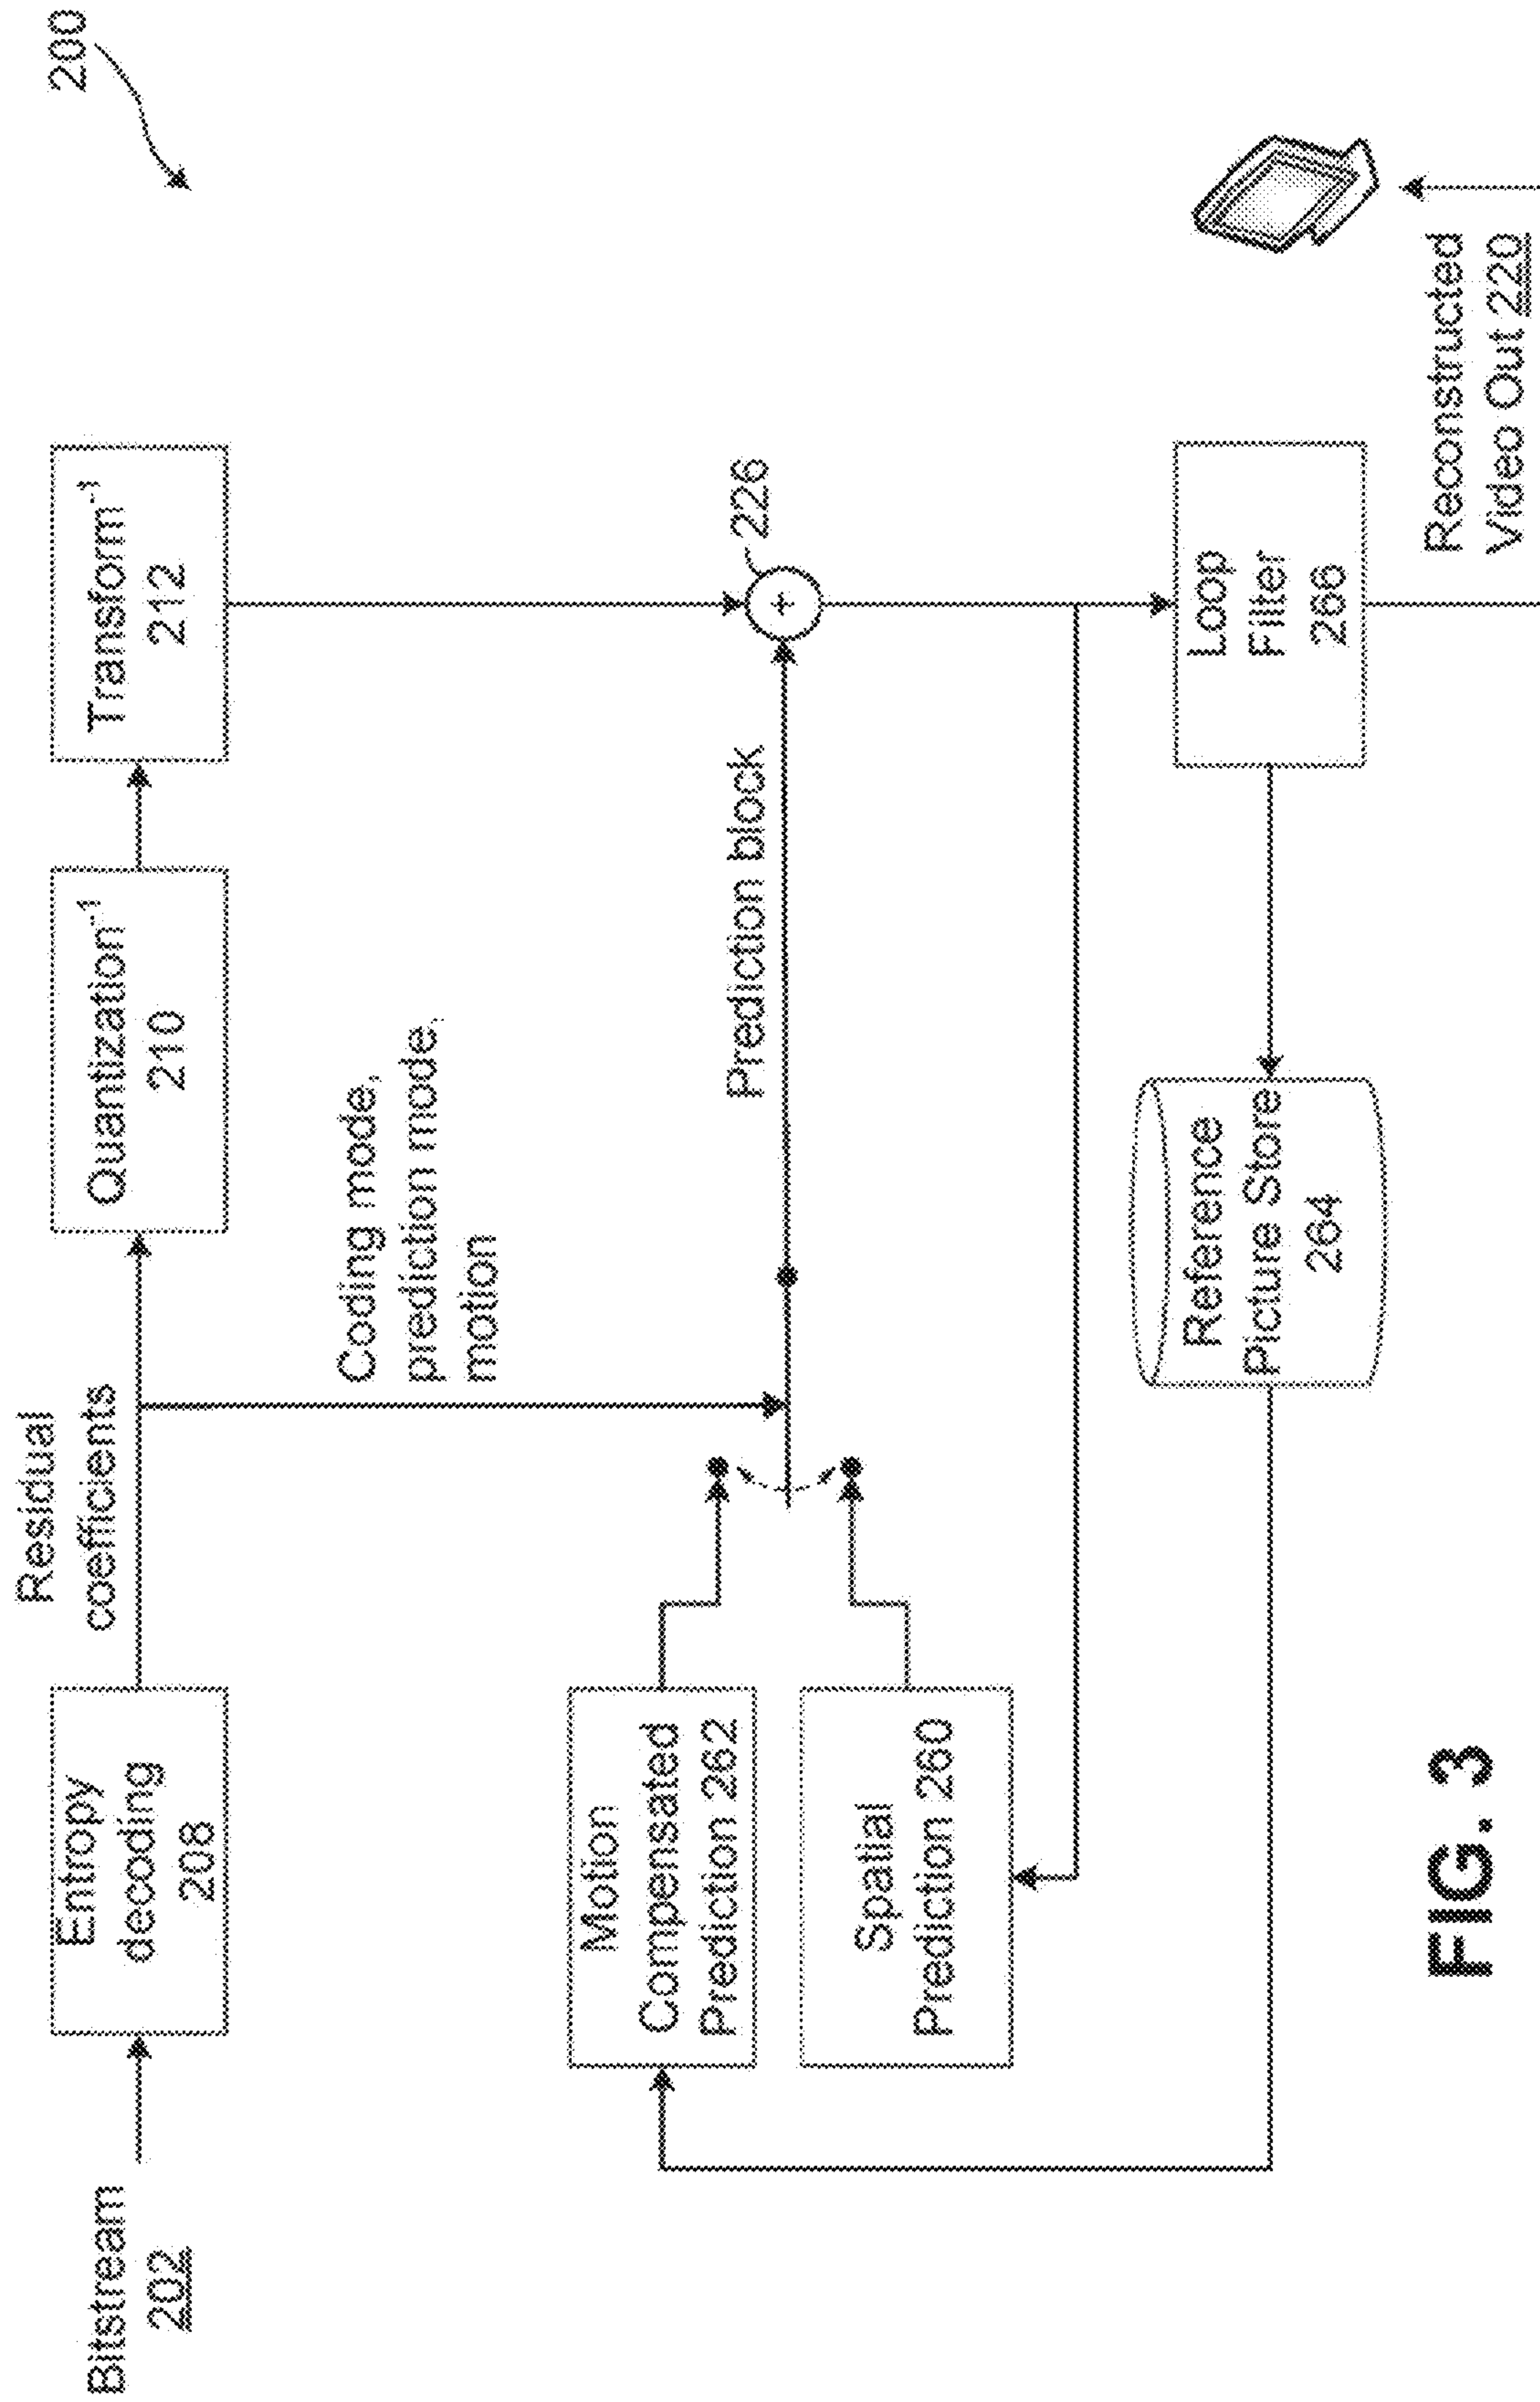 200
Bitstream
202
Entropy
decoding
208
Residual
coefficients
Quantization-1
210
Transform-1
212
Coding mode,
prediction mode,
motion
Motion
Compensated
Prediction 262
Spatial
Prediction 260
Prediction block
226
+
Reference
Picture Store
264
Loop
Filter
266
Reconstructed
Video Out 220
FIG. 3